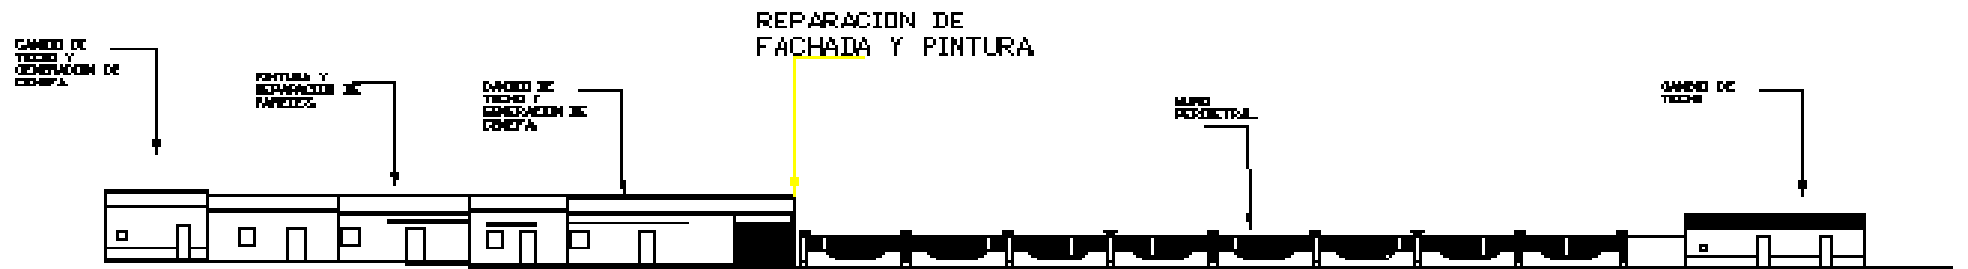 REPARACION DE
FACHADA Y PINTURA
CAMBIO DE
TECHO Y
GENERACION DE
CENEFA
PINTURA Y
REPARACION DE
PAREDES
CAMBIO DE
TECHO Y
GENERACION DE
CENEFA
MURO
PERIMETRAL
CAMBIO DE
TECHO